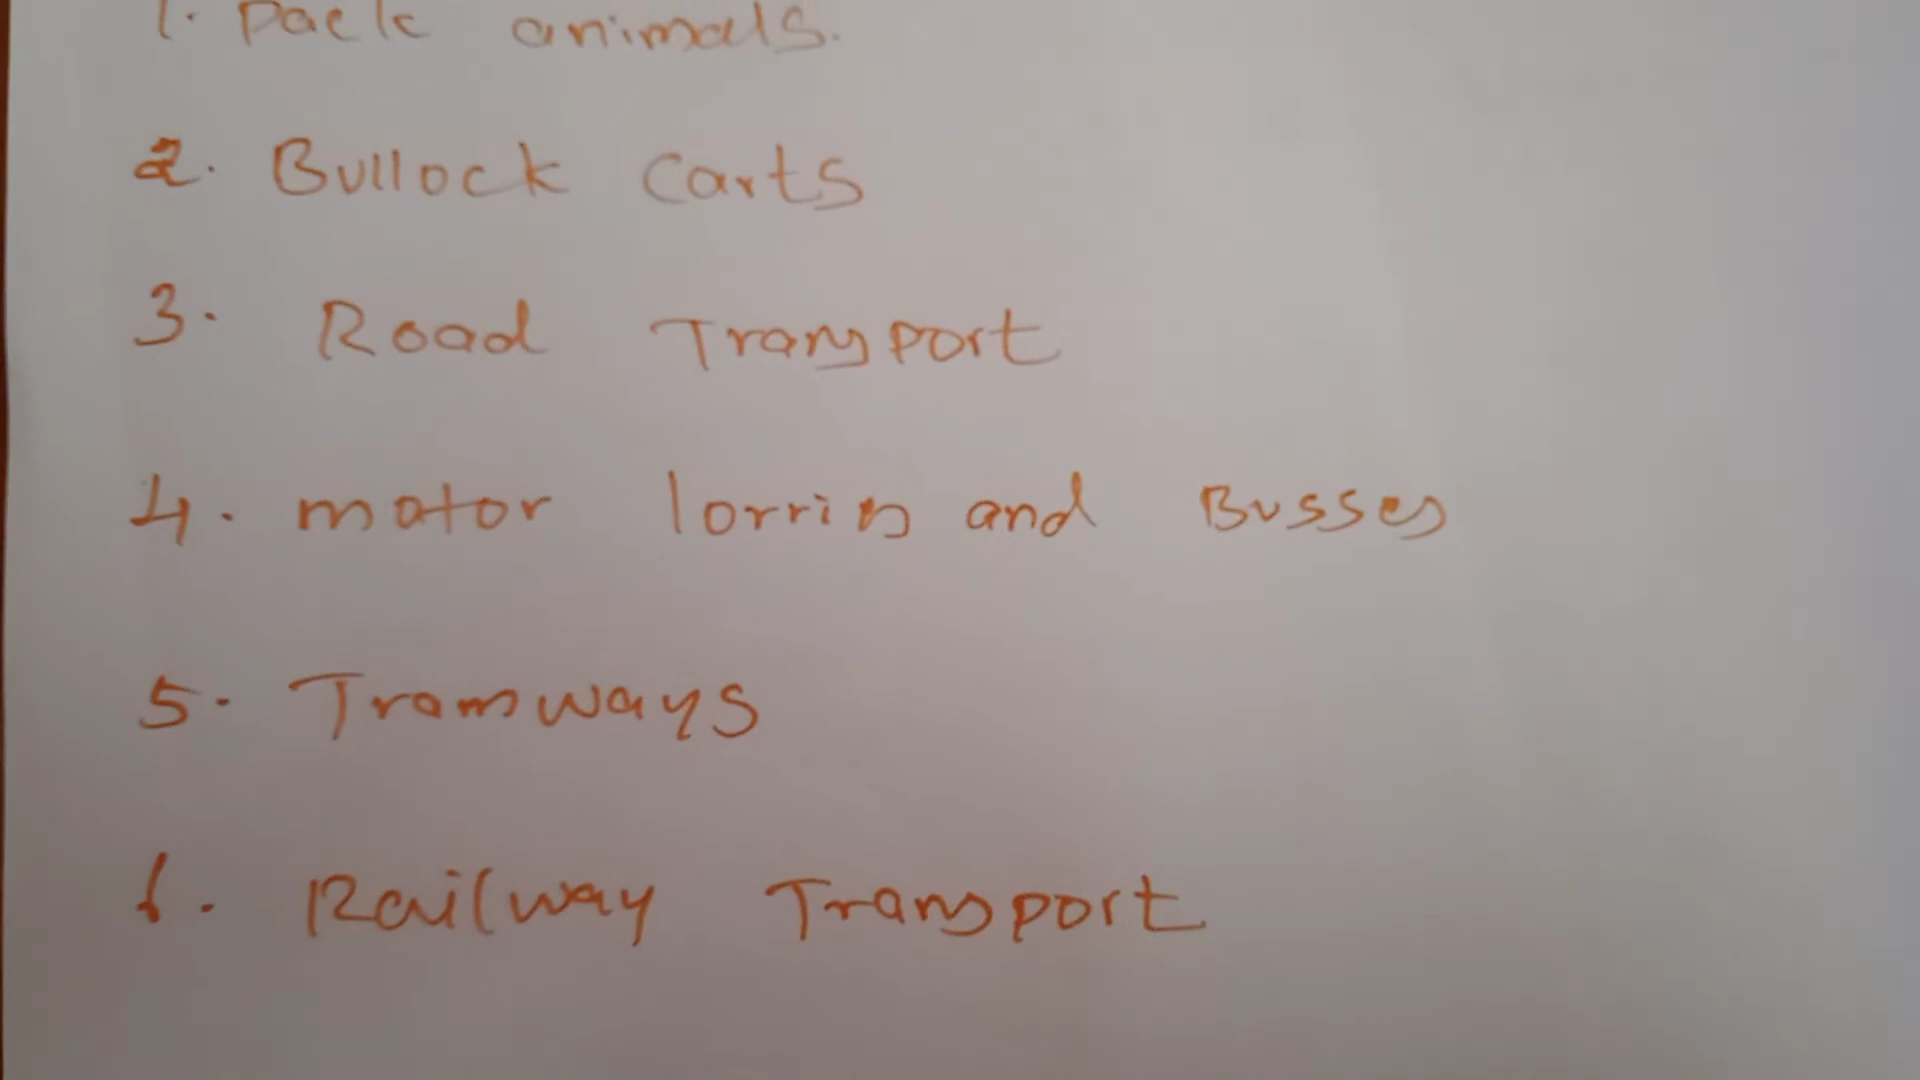 1. Pack animals.
2. Bullock Carts
3. Road Transport
4. motor lorries and Busses
5. Tramways
6. Railway Transport